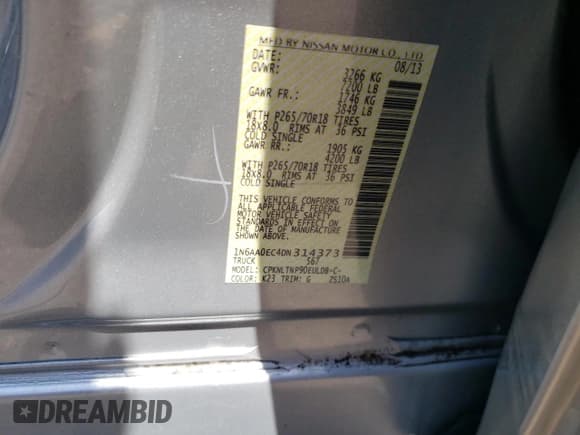 MFD BY NISSAN MOTOR CO., LTD.
DATE: 08/13
GVWR: 3266 KG
7200 LB
GAWR FR.: 1746 KG
3849 LB
WITH P265/70R18 TIRES
18X8.0 RIMS AT 36 PSI
COLD SINGLE
GAWR RR.: 1905 KG
4200 LB
WITH P265/70R18 TIRES
18X8.0 RIMS AT 36 PSI
COLD SINGLE
THIS VEHICLE CONFORMS TO
ALL APPLICABLE FEDERAL
MOTOR VEHICLE SAFETY
STANDARDS IN EFFECT ON
THE DATE OF MANUFACTURE
SHOWN ABOVE.
1N6AA0EC4DN314373
TRUCK 567
MODEL:
COLOR: K23 TRIM: G
DREAMBID